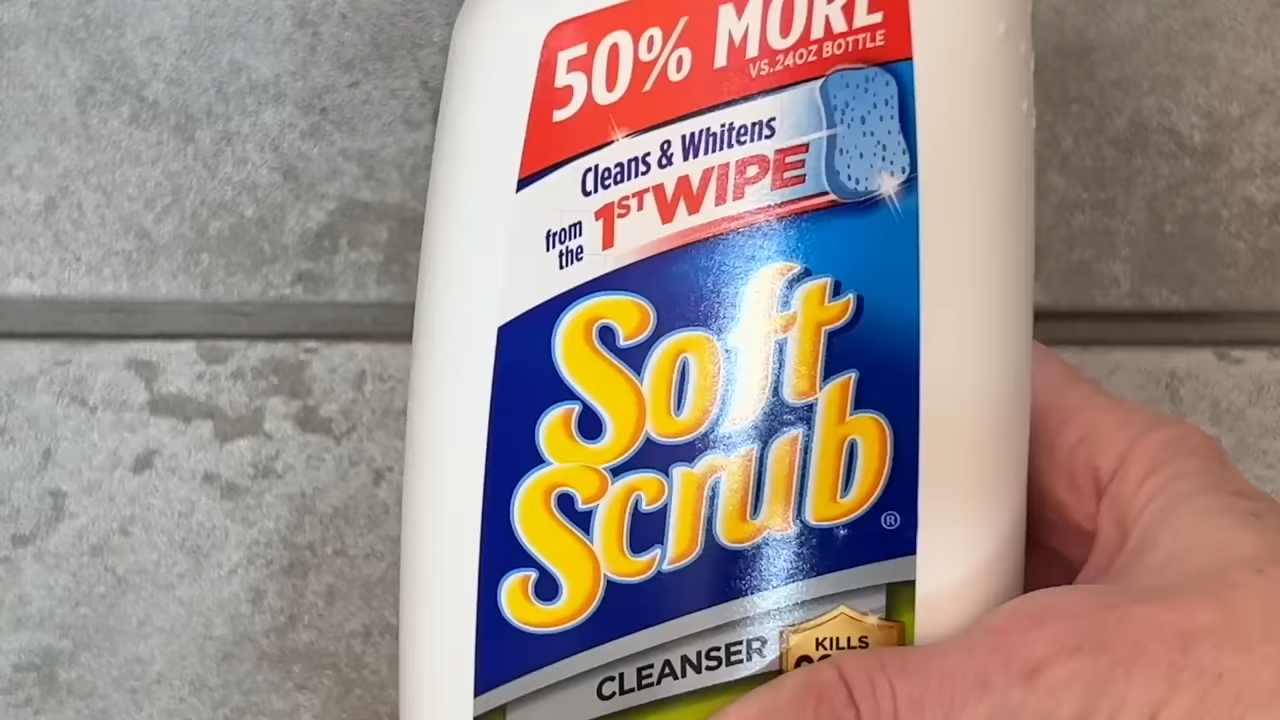 50% MORE
VS. 24OZ BOTTLE
Cleans & Whitens
from the 1ST WIPE
Soft
Scrub®
CLEANSER
KILLS